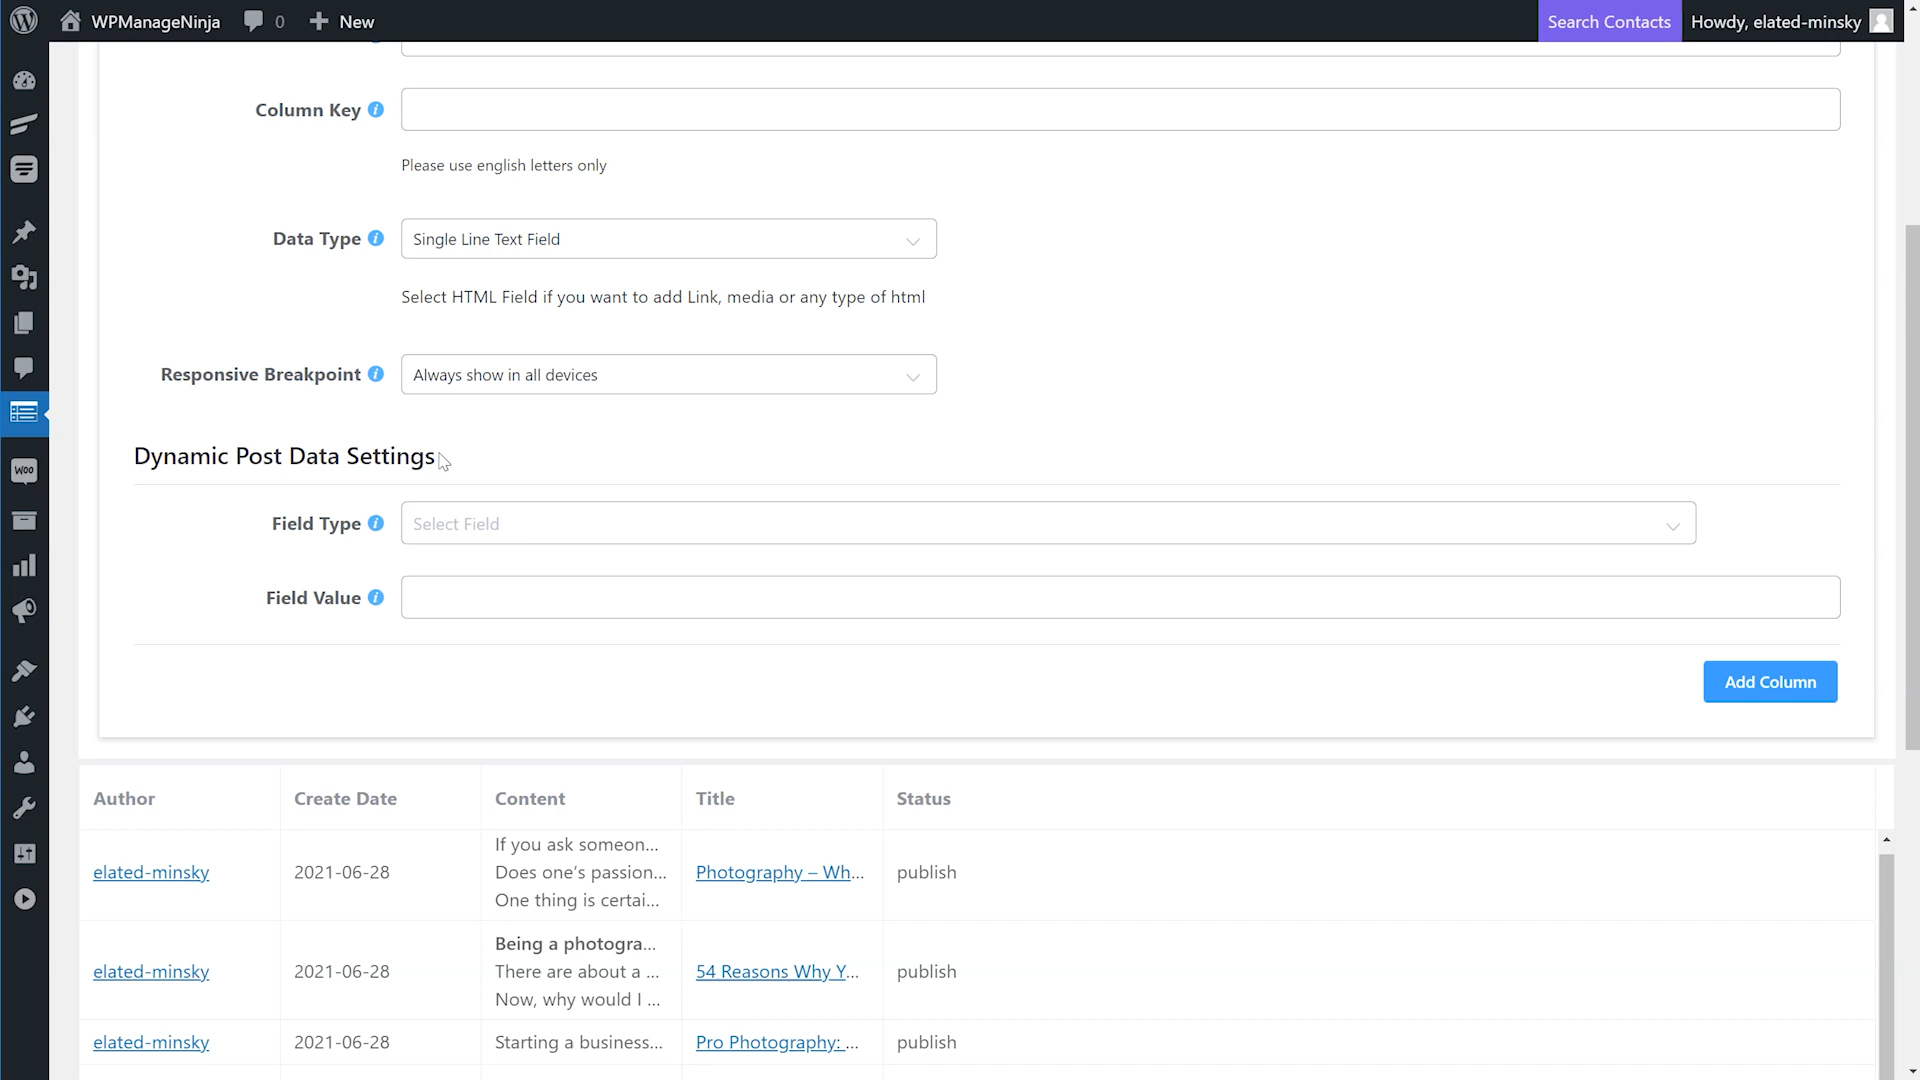 WPManageNinja 0 New Search Contacts Howdy, elated-minsky
Column Key
Please use english letters only
Data Type Single Line Text Field
Select HTML Field if you want to add Link, media or any type of html
Responsive Breakpoint Always show in all devices
Woo
Dynamic Post Data Settings
Field Type Select Field
Field Value
Add Column
Author Create Date Content Title Status
If you ask someon...
elated-minsky 2021-06-28 Does one's passion... Photography – Wh... publish
One thing is certai...
Being a photogra...
elated-minsky 2021-06-28 There are about a ... 54 Reasons Why Y... publish
Now, why would I ...
elated-minsky 2021-06-28 Starting a business... Pro Photography: ... publish